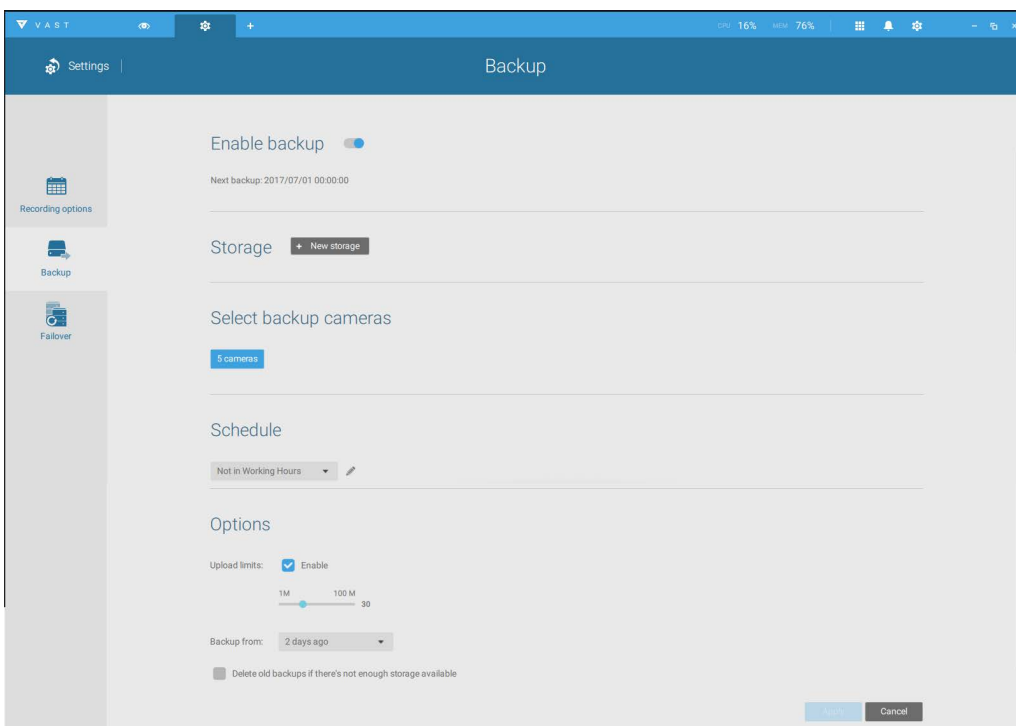 VAST + CPU 16% MEM 76%
Settings | Backup
Enable backup
Next backup: 2017/07/01 00:00:00
Recording options
Storage + New storage
Backup
Select backup cameras
Failover
5 cameras
Schedule
Not in Working Hours
Options
Upload limits: Enable
1M 100 M
30
Backup from: 2 days ago
Delete old backups if there's not enough storage available
Apply Cancel